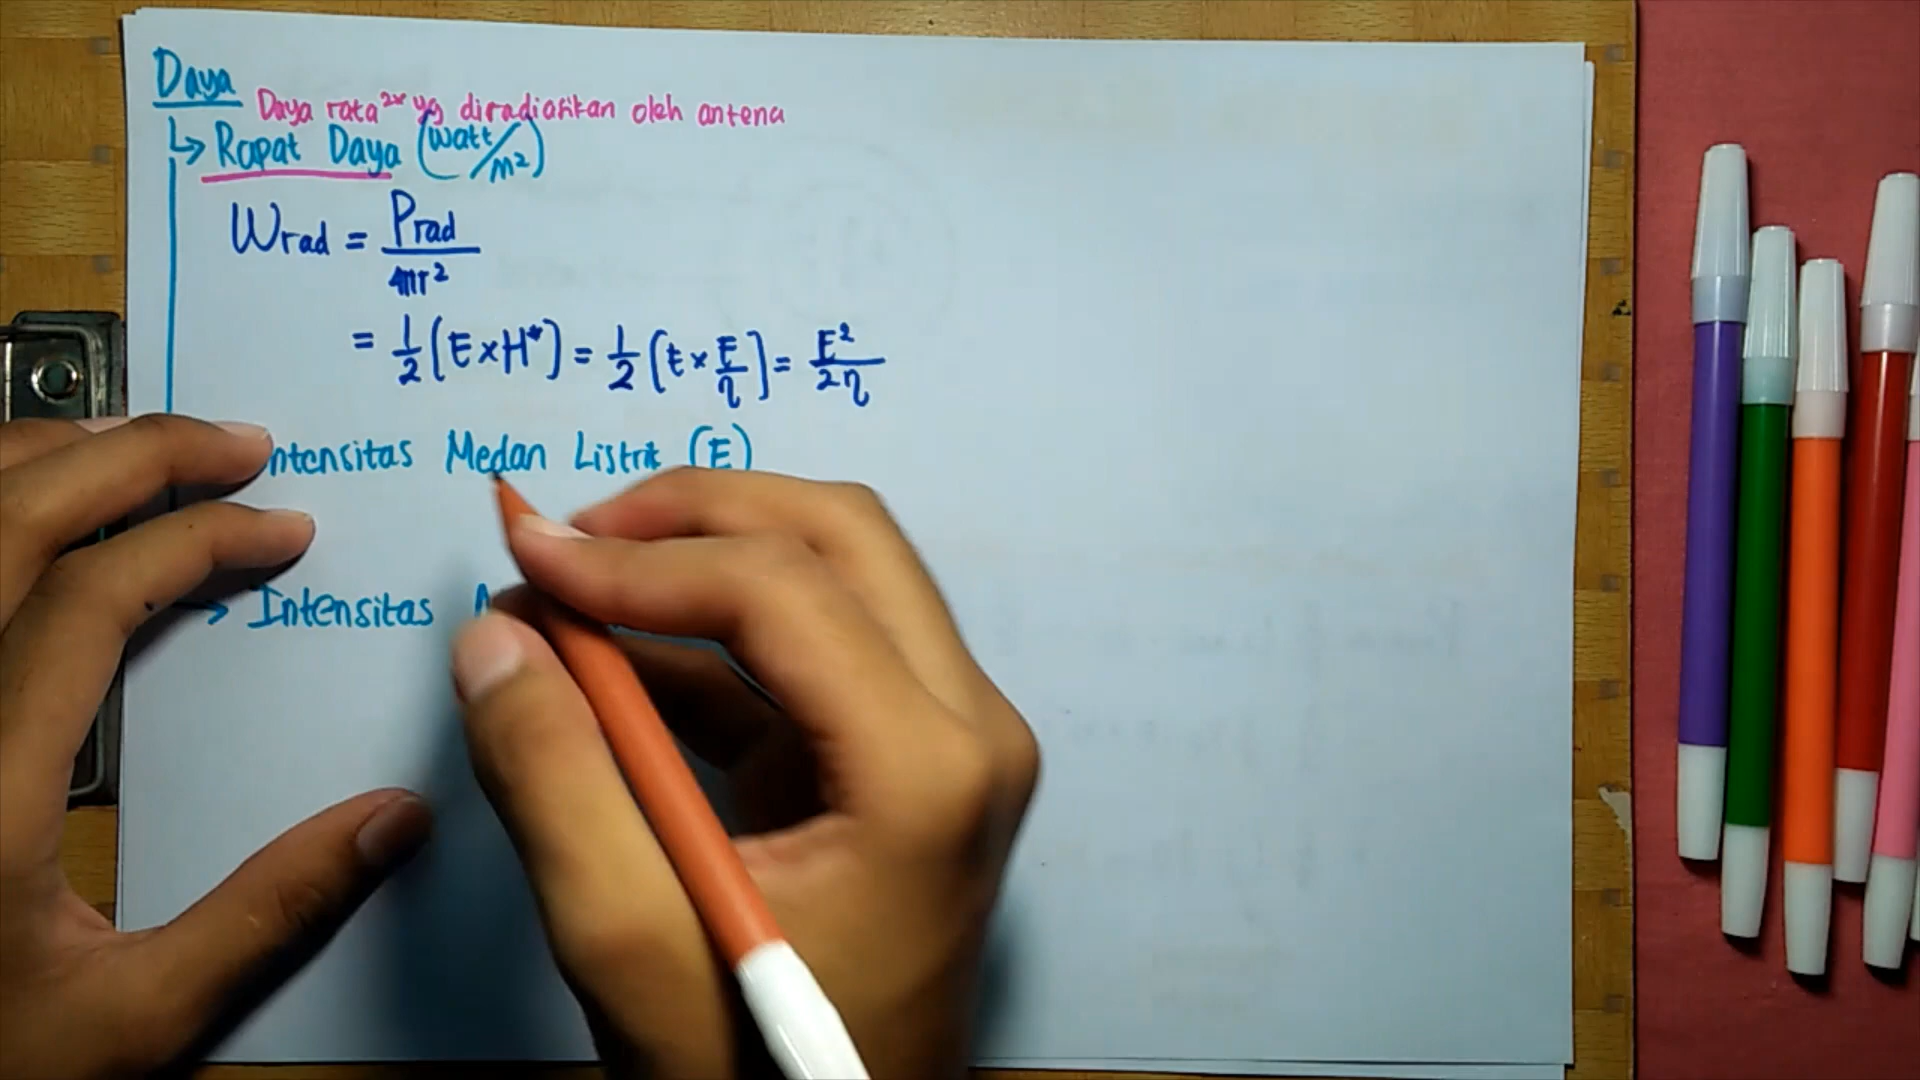 Daya
Daya rata²ˣ yg diradiasikan oleh antena
↳ Rapat Daya (Watt/m²)
Wrad = Prad / 4πr²
= 1/2 (E×H*) = 1/2 (E × E/η) = E²/2η
ntensitas Medan Listrik (E)
→ Intensitas